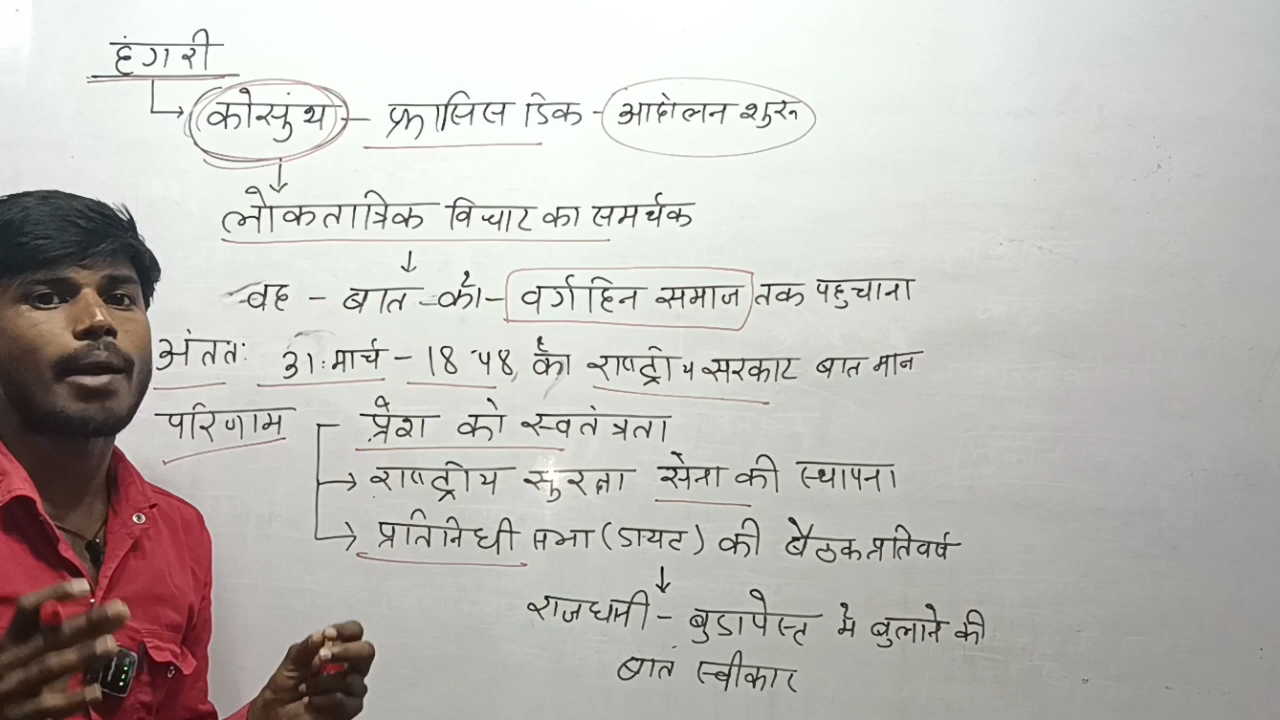 हंगरी
कोसुंथ - फ्रासिस डिक - आदोलन शुरू
लोकतात्रिक विचार का समर्थक
वह - बात को - वर्गहिन समाज तक पहुचाना
अंततः 31 मार्च - 1848, को राष्ट्रीय सरकार बात मान
परिणाम प्रेश को स्वतंत्रता
राष्ट्रीय सुरक्षा सेना की स्थापना
प्रतिनिधी सभा (डायट) की बैठक प्रतिवर्ष
राजधानी - बुडापेस्ट मे बुलाने की
बात स्वीकार